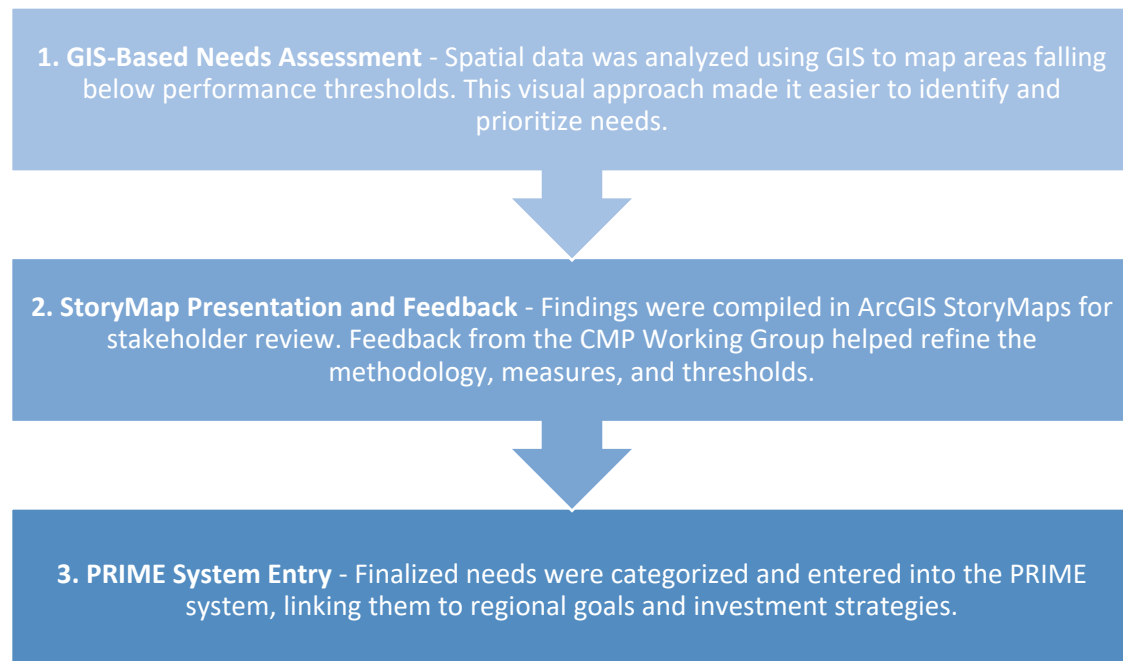 1. GIS-Based Needs Assessment - Spatial data was analyzed using GIS to map areas falling
below performance thresholds. This visual approach made it easier to identify and
prioritize needs.
2. StoryMap Presentation and Feedback - Findings were compiled in ArcGIS StoryMaps for
stakeholder review. Feedback from the CMP Working Group helped refine the
methodology, measures, and thresholds.
3. PRIME System Entry - Finalized needs were categorized and entered into the PRIME
system, linking them to regional goals and investment strategies.